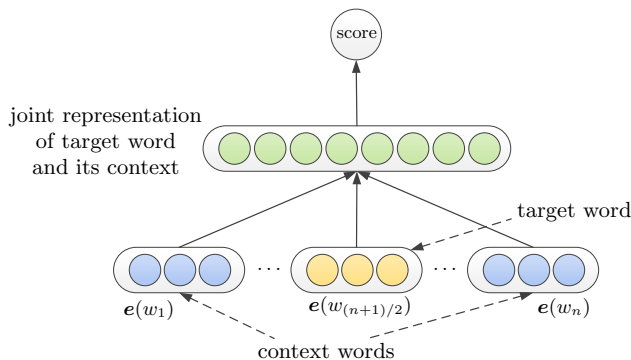 score
joint representation
of target word
and its context
target word
··· ···
e(w₁) e(w₍ₙ₊₁₎/₂) e(wₙ)
context words